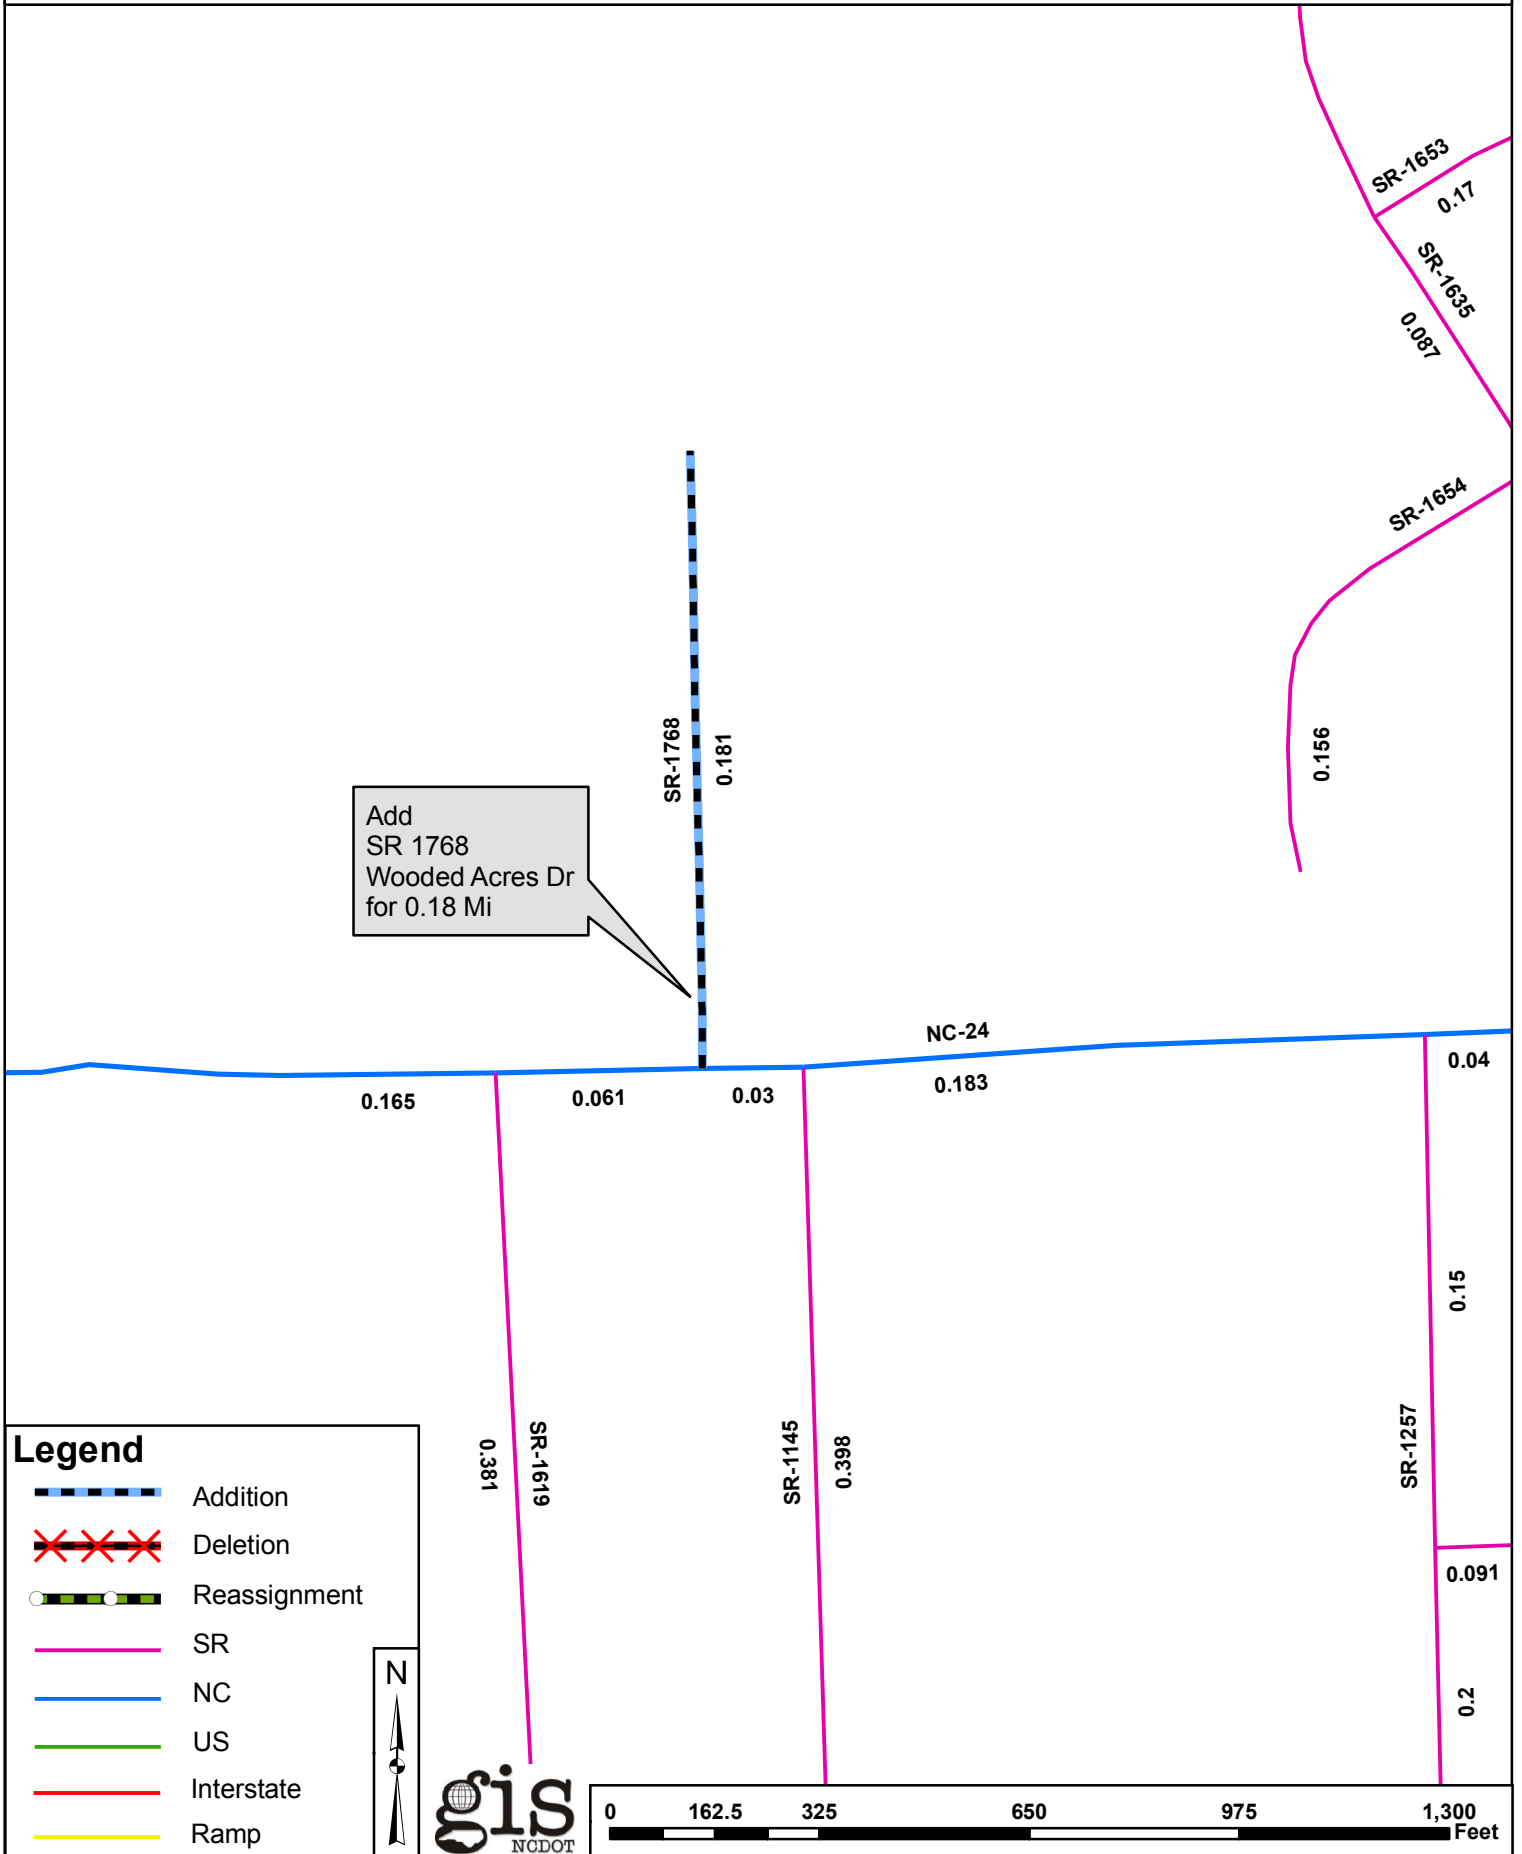 SR-1653
0.17
SR-1635
0.087
SR-1654
0.156
SR-1768
0.181
Add
SR 1768
Wooded Acres Dr
for 0.18 Mi
NC-24
0.04
0.165
0.061
0.03
0.183
0.15
SR-1257
0.381
SR-1619
SR-1145
0.398
0.091
0.2
Legend
Addition
Deletion
Reassignment
SR
NC
US
Interstate
Ramp
N
gis
NCDOT
0 162.5 325 650 975 1,300
Feet